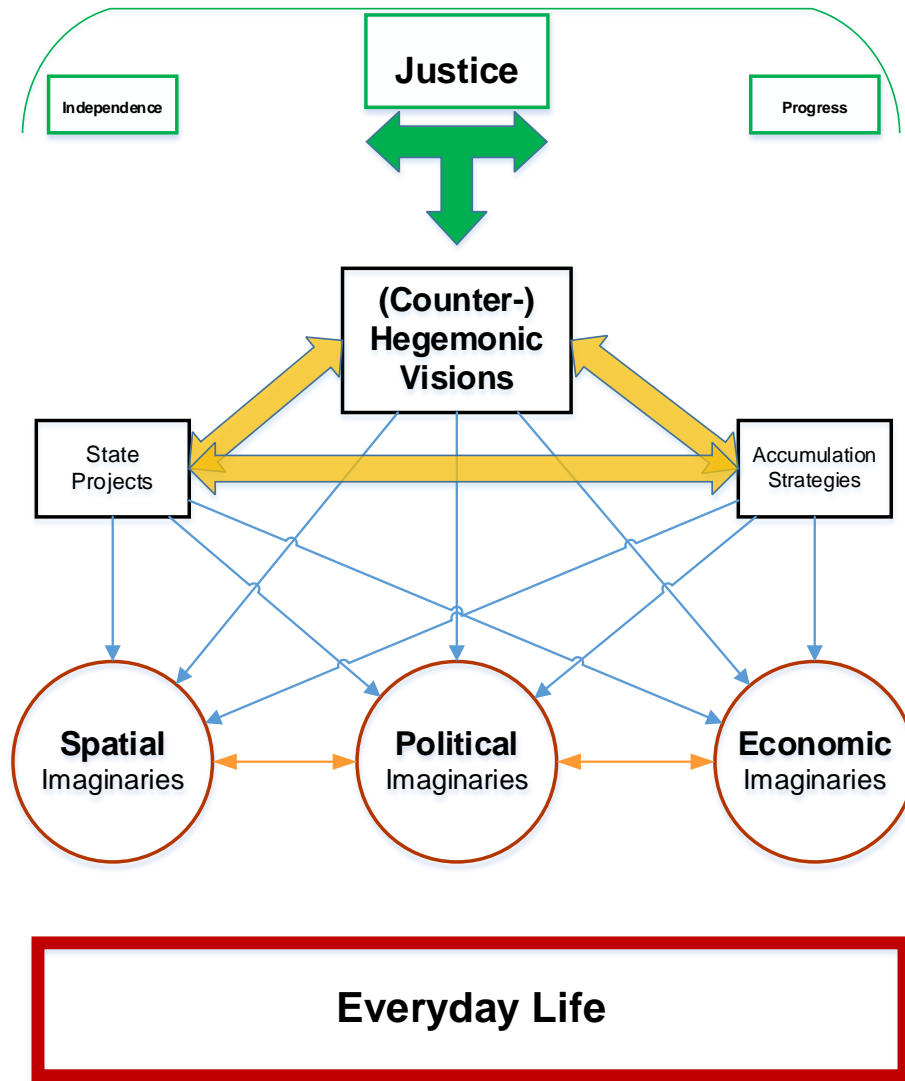 Justice
Independence
Progress
(Counter-)
Hegemonic
Visions
State
Projects
Accumulation
Strategies
Spatial
Imaginaries
Political
Imaginaries
Economic
Imaginaries
Everyday Life